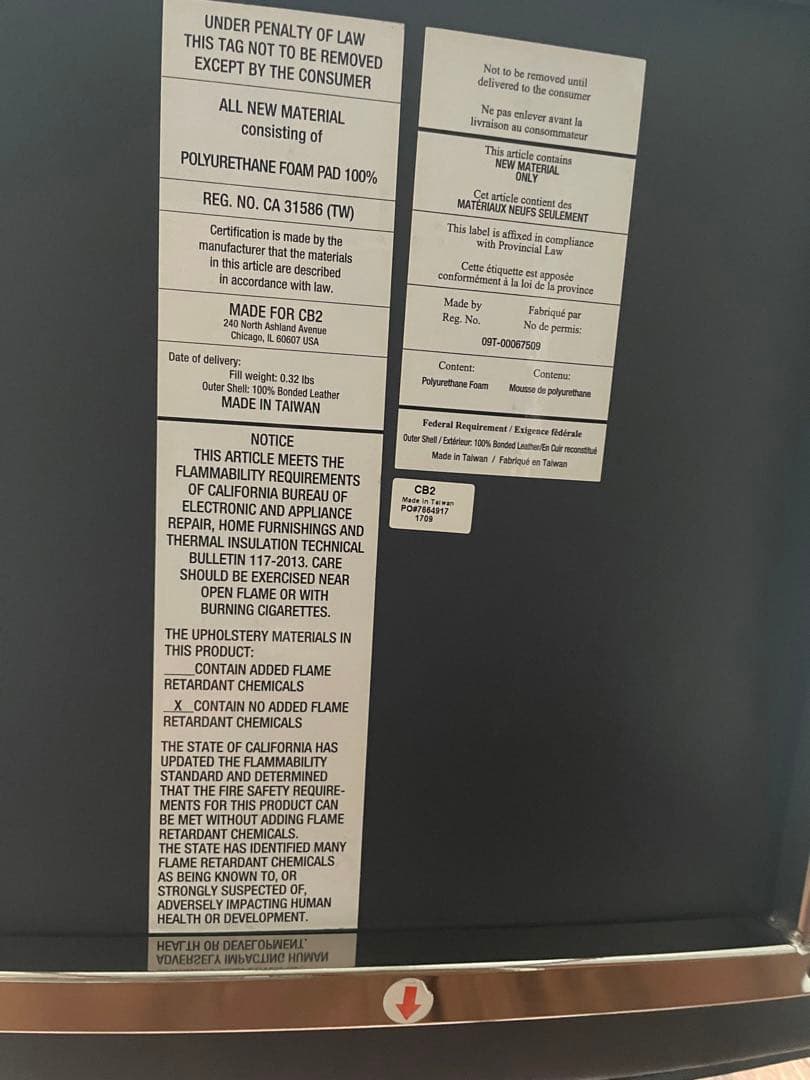 UNDER PENALTY OF LAW
THIS TAG NOT TO BE REMOVED
EXCEPT BY THE CONSUMER
ALL NEW MATERIAL
consisting of
POLYURETHANE FOAM PAD 100%
REG. NO. CA 31586 (TW)
Certification is made by the
manufacturer that the materials
in this article are described
in accordance with law.
MADE FOR CB2
240 North Ashland Avenue
Chicago, IL 60607 USA
Date of delivery:
Fill weight: 0.32 lbs
Outer Shell: 100% Bonded Leather
MADE IN TAIWAN
NOTICE
THIS ARTICLE MEETS THE
FLAMMABILITY REQUIREMENTS
OF CALIFORNIA BUREAU OF
ELECTRONIC AND APPLIANCE
REPAIR, HOME FURNISHINGS AND
THERMAL INSULATION TECHNICAL
BULLETIN 117-2013. CARE
SHOULD BE EXERCISED NEAR
OPEN FLAME OR WITH
BURNING CIGARETTES.
THE UPHOLSTERY MATERIALS IN
THIS PRODUCT:
____CONTAIN ADDED FLAME
RETARDANT CHEMICALS
_X_CONTAIN NO ADDED FLAME
RETARDANT CHEMICALS
THE STATE OF CALIFORNIA HAS
UPDATED THE FLAMMABILITY
STANDARD AND DETERMINED
THAT THE FIRE SAFETY REQUIRE-
MENTS FOR THIS PRODUCT CAN
BE MET WITHOUT ADDING FLAME
RETARDANT CHEMICALS.
THE STATE HAS IDENTIFIED MANY
FLAME RETARDANT CHEMICALS
AS BEING KNOWN TO, OR
STRONGLY SUSPECTED OF,
ADVERSELY IMPACTING HUMAN
HEALTH OR DEVELOPMENT.
Not to be removed until
delivered to the consumer
Ne pas enlever avant la
livraison au consommateur
This article contains
NEW MATERIAL
ONLY
Cet article contient des
MATÉRIAUX NEUFS SEULEMENT
This label is affixed in compliance
with Provincial Law
Cette étiquette est apposée
conformément à la loi de la province
Made by Fabriqué par
Reg. No. No de permis:
09T-00067509
Content: Contenu:
Polyurethane Foam Mousse de polyurethane
Federal Requirement / Exigence fédérale
Outer Shell / Extérieur: 100% Bonded Leather/En Cuir reconstitué
Made in Taiwan / Fabriqué en Taiwan
CB2
Made in Taiwan
PO#7664917
1709